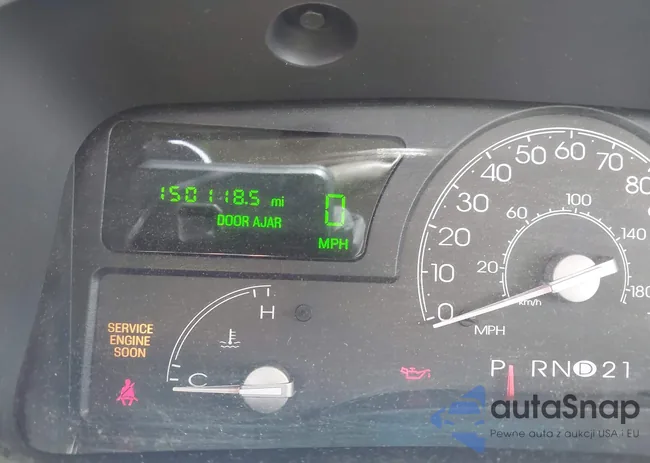 150118.5 mi
DOOR AJAR
0
MPH
SERVICE
ENGINE
SOON
H
C
0
10
20
30
40
50
60
70
80
20
60
100
140
180
km/h
MPH
P RND21
autaSnap
Pewne auta z aukcji USA i EU